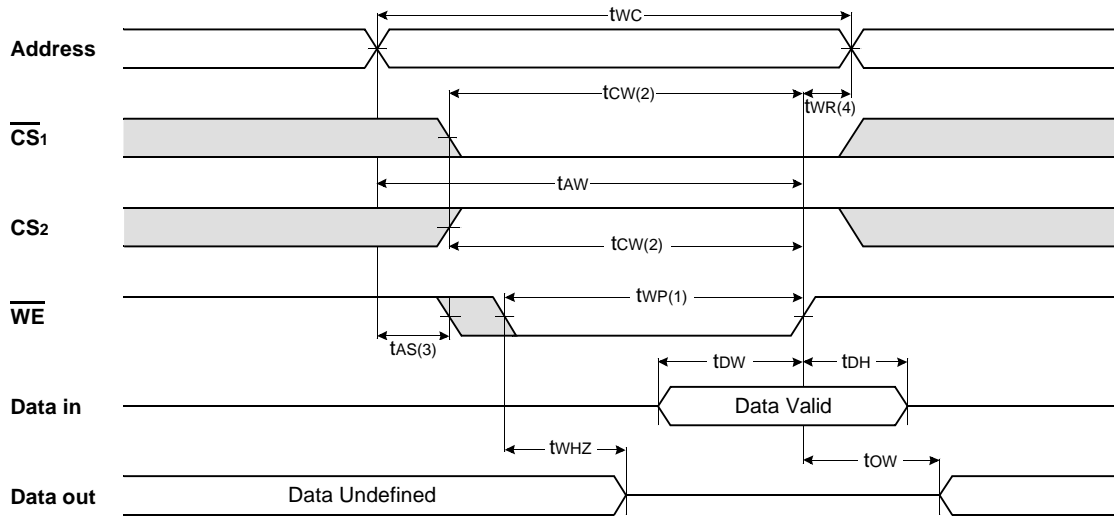 tWC
Address
tCW(2)
tWR(4)
CS1
tAW
CS2
tCW(2)
tWP(1)
WE
tAS(3)
tDW
tDH
Data in
Data Valid
tWHZ
tOW
Data out
Data Undefined